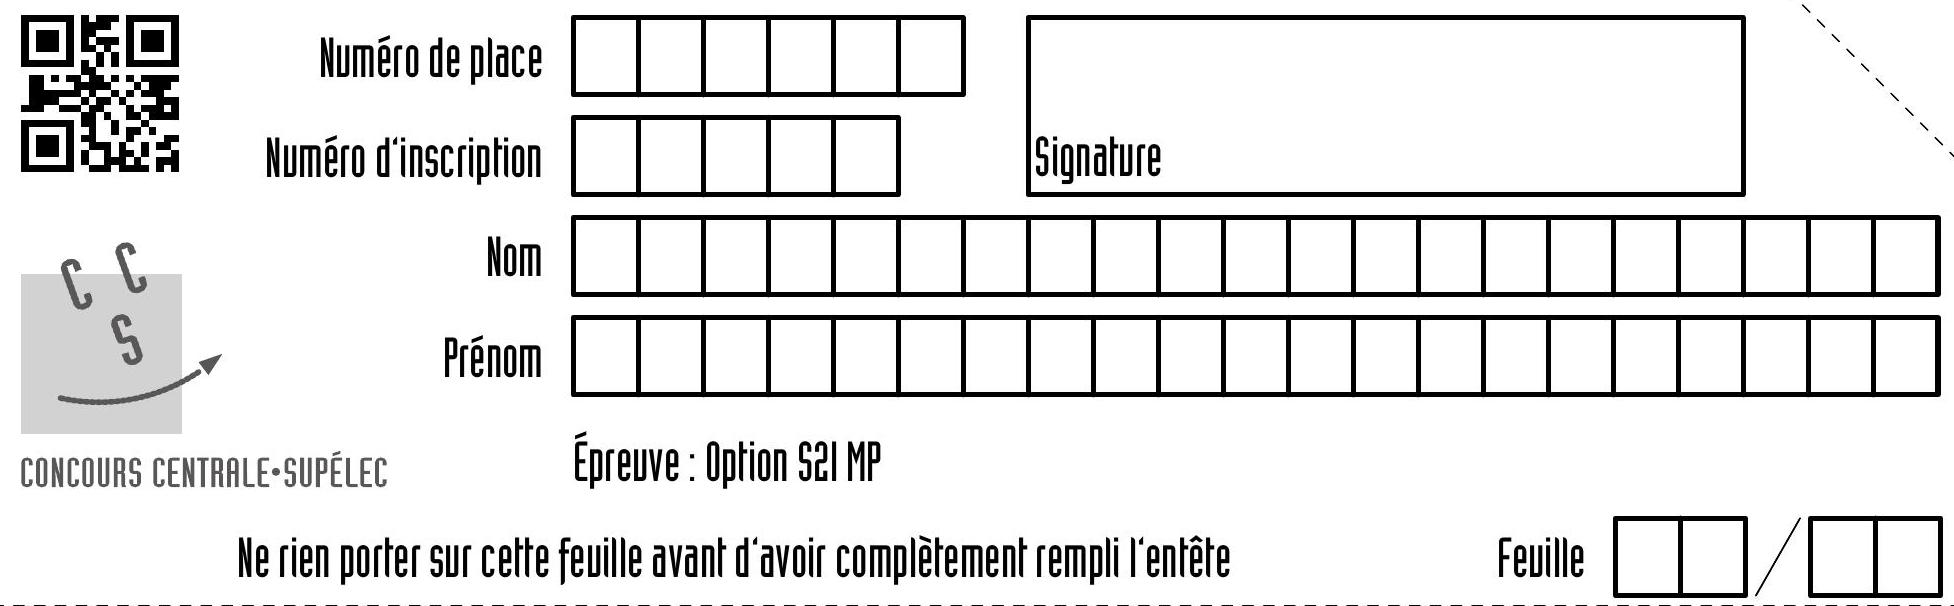 Numéro de place
Numéro d'inscription
Signature
Nom
Prénom
C C
S
CONCOURS CENTRALE•SUPÉLEC
Épreuve : Option S2I MP
Ne rien porter sur cette feuille avant d'avoir complètement rempli l'entête
Feuille /